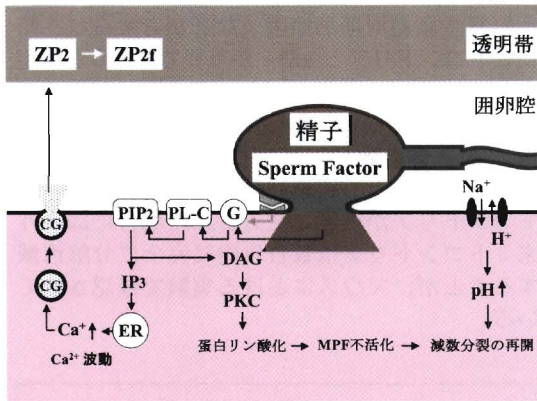 ZP2 → ZP2f
透明帯
囲卵腔
精子
Sperm Factor
Na⁺
H⁺
CG
PIP₂
PL-C
G
DAG
CG
IP₃
PKC
pH↑
Ca⁺↑
ER
Ca²⁺ 波動
蛋白リン酸化 → MPF不活化 → 減数分裂の再開